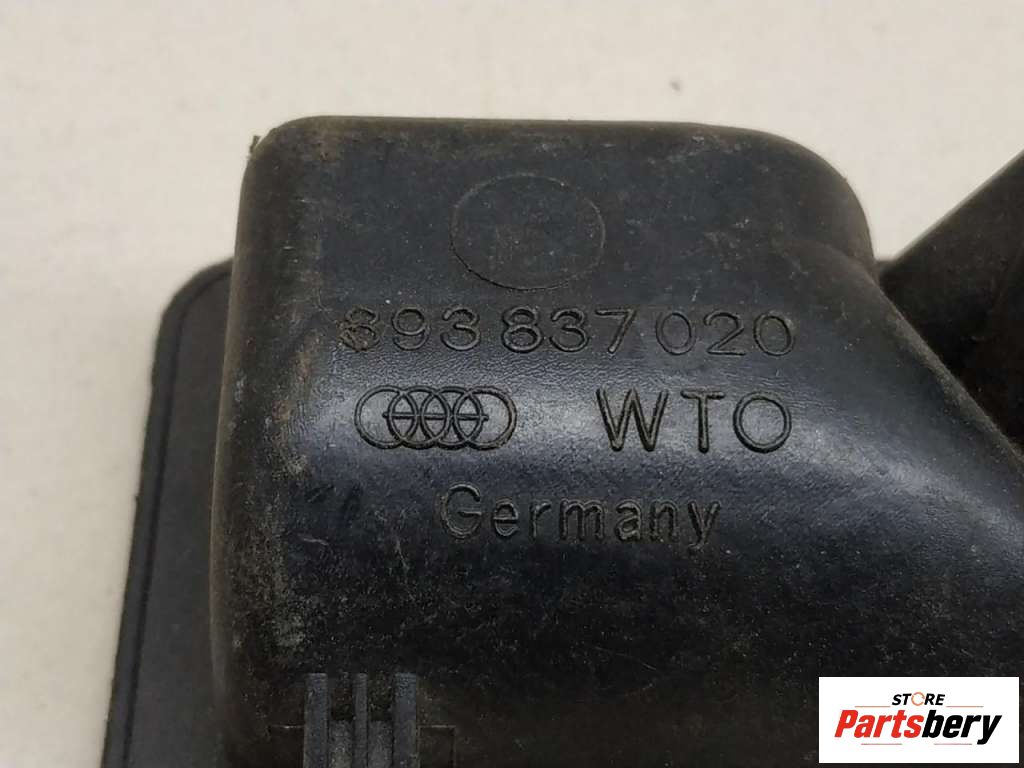 893 837 020
WTO
Germany
STORE
Partsbery